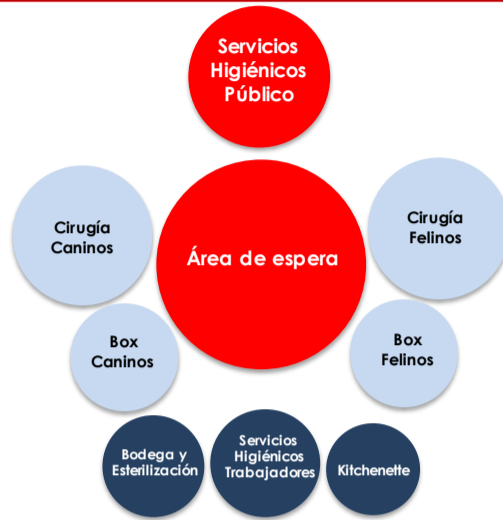 Servicios
Higiénicos
Público
Cirugía
Caninos
Área de espera
Cirugía
Felinos
Box
Caninos
Box
Felinos
Bodega y
Esterilización
Servicios
Higiénicos
Trabajadores
Kitchenette